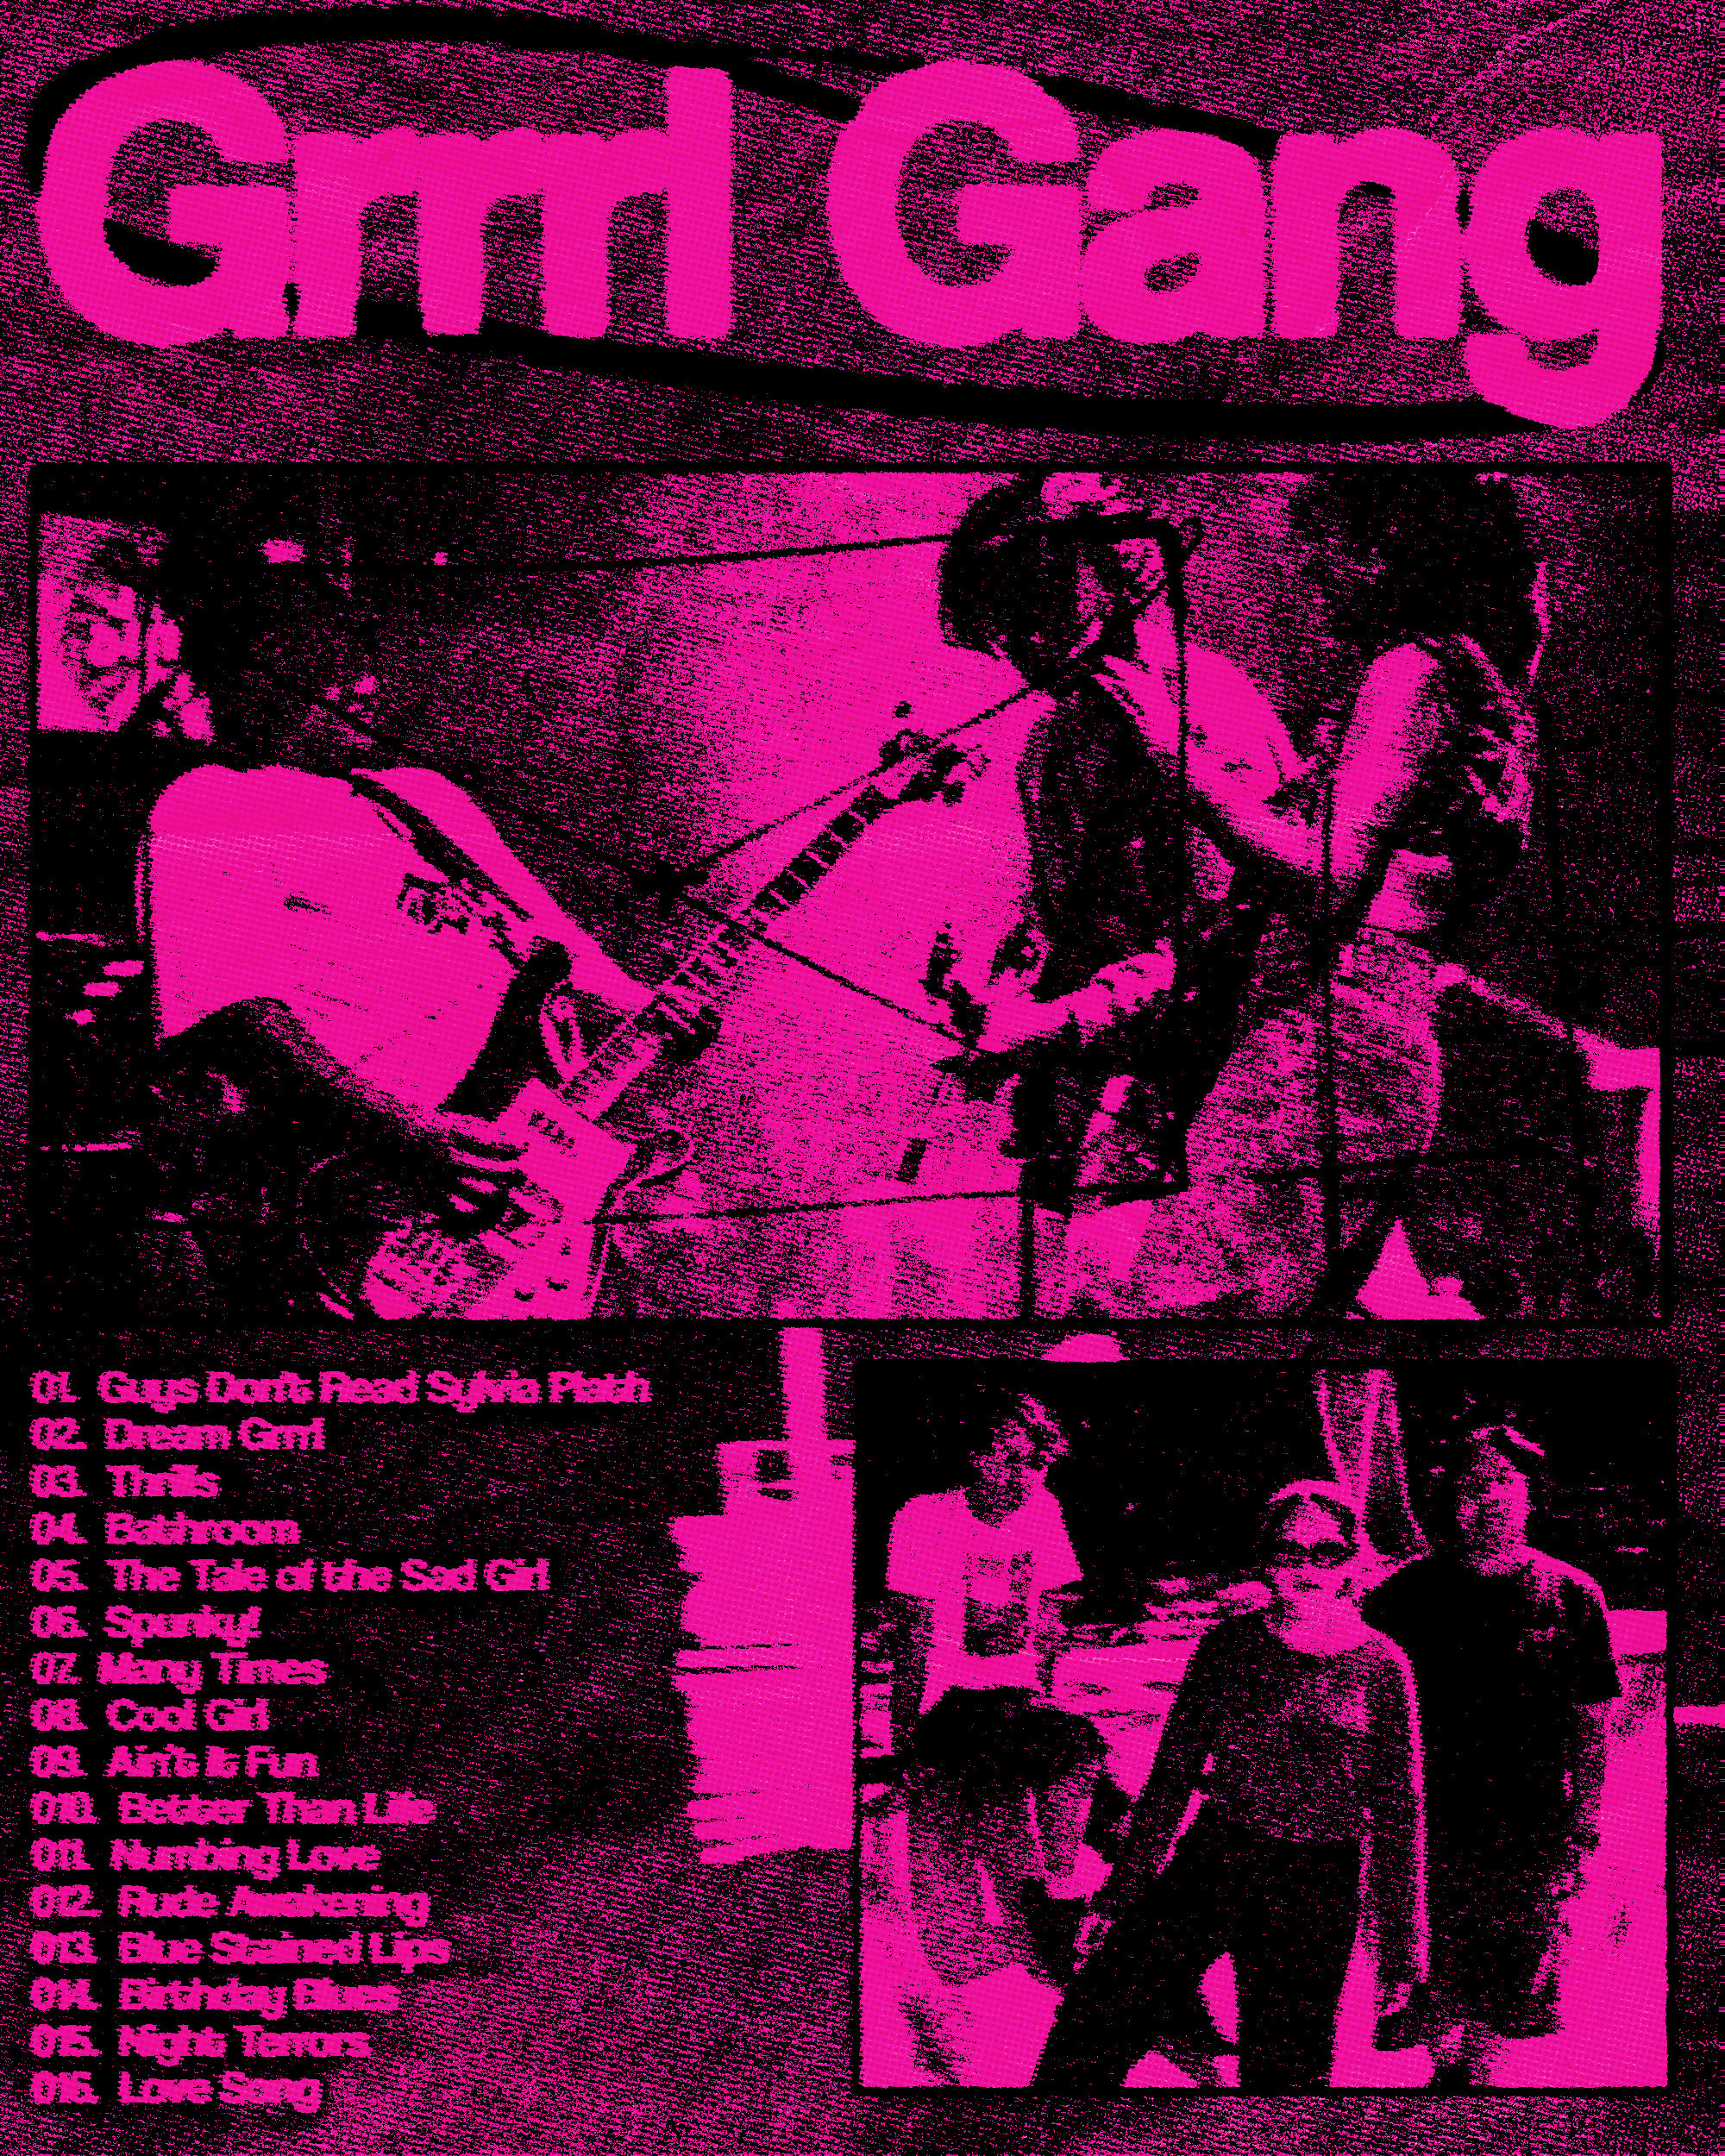 Grrrl Gang
01. Guys Don't Read Sylvia Plath
02. Dream Grrrl
03. Thrills
04. Bathroom
05. The Tale of the Sad Girl
06. Spunky!
07. Many Times
08. Cool Girl
09. Ain't It Fun
010. Better Than Life
011. Numbing Love
012. Rude Awakening
013. Blue Stained Lips
014. Birthday Blues
015. Night Terrors
016. Love Song